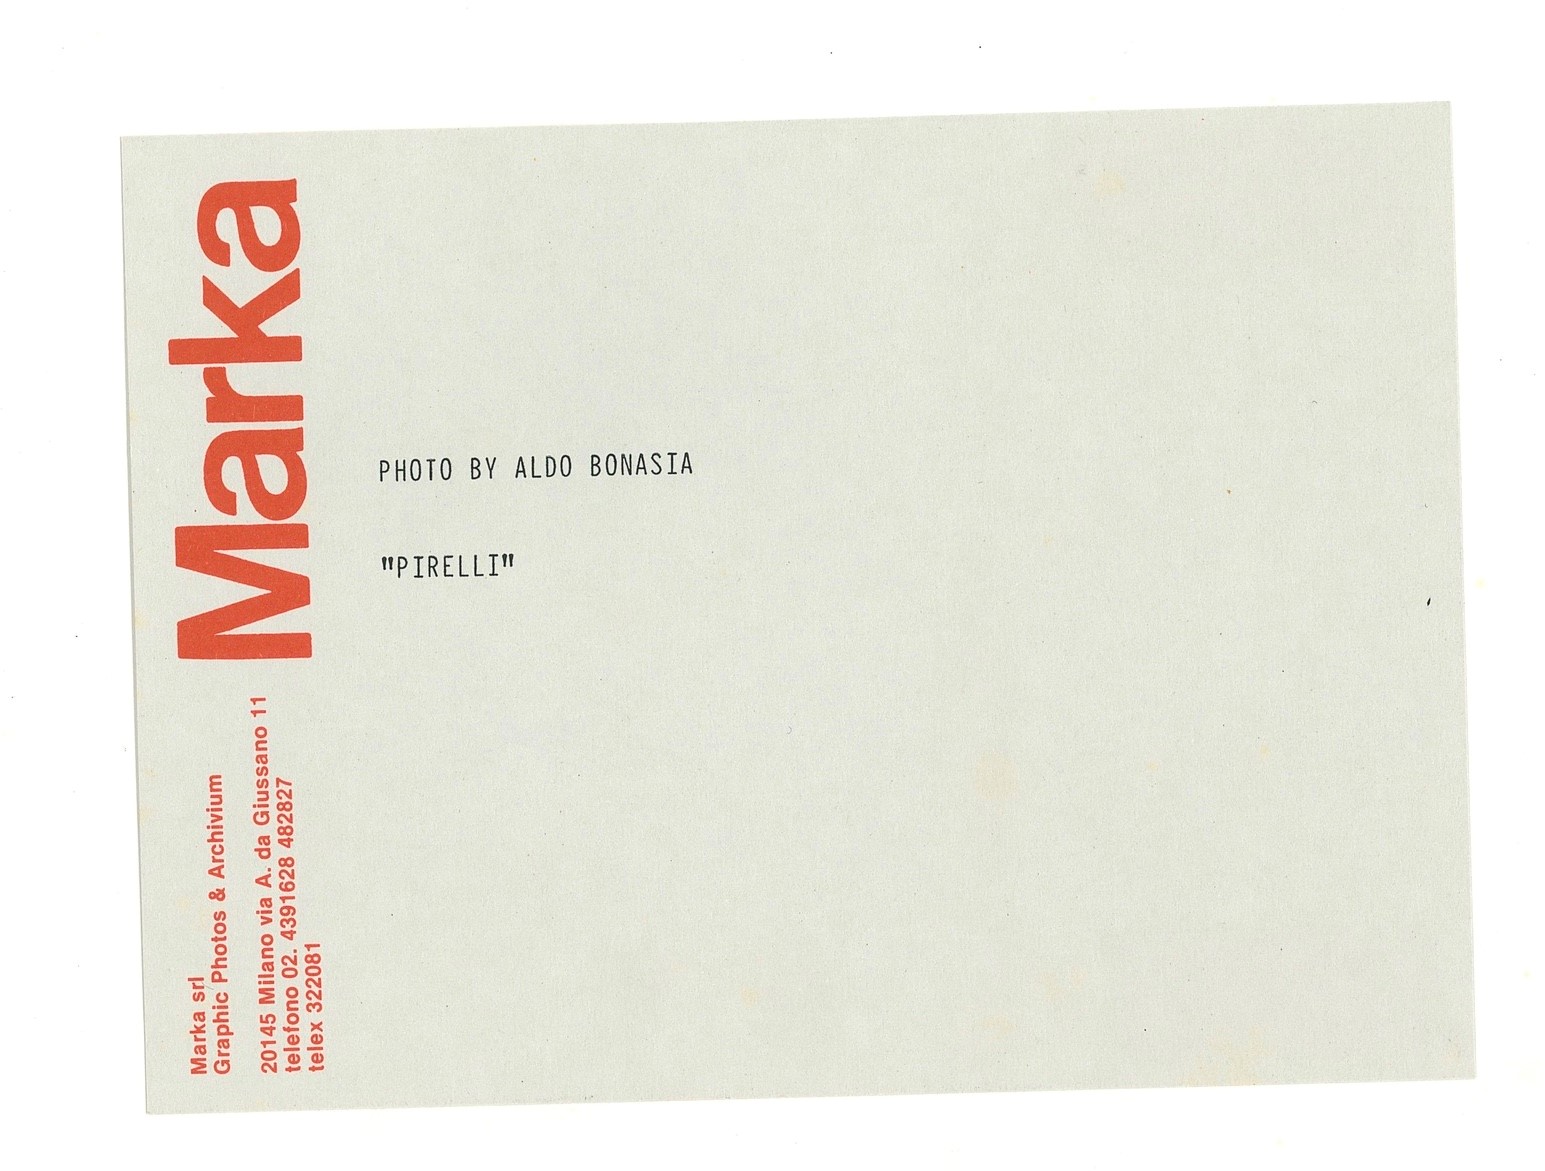 Marka
Marka srl
Graphic Photos & Archivium
20145 Milano via A. da Giussano 11
telefono 02. 4391628 482827
telex 322081
PHOTO BY ALDO BONASIA
"PIRELLI"